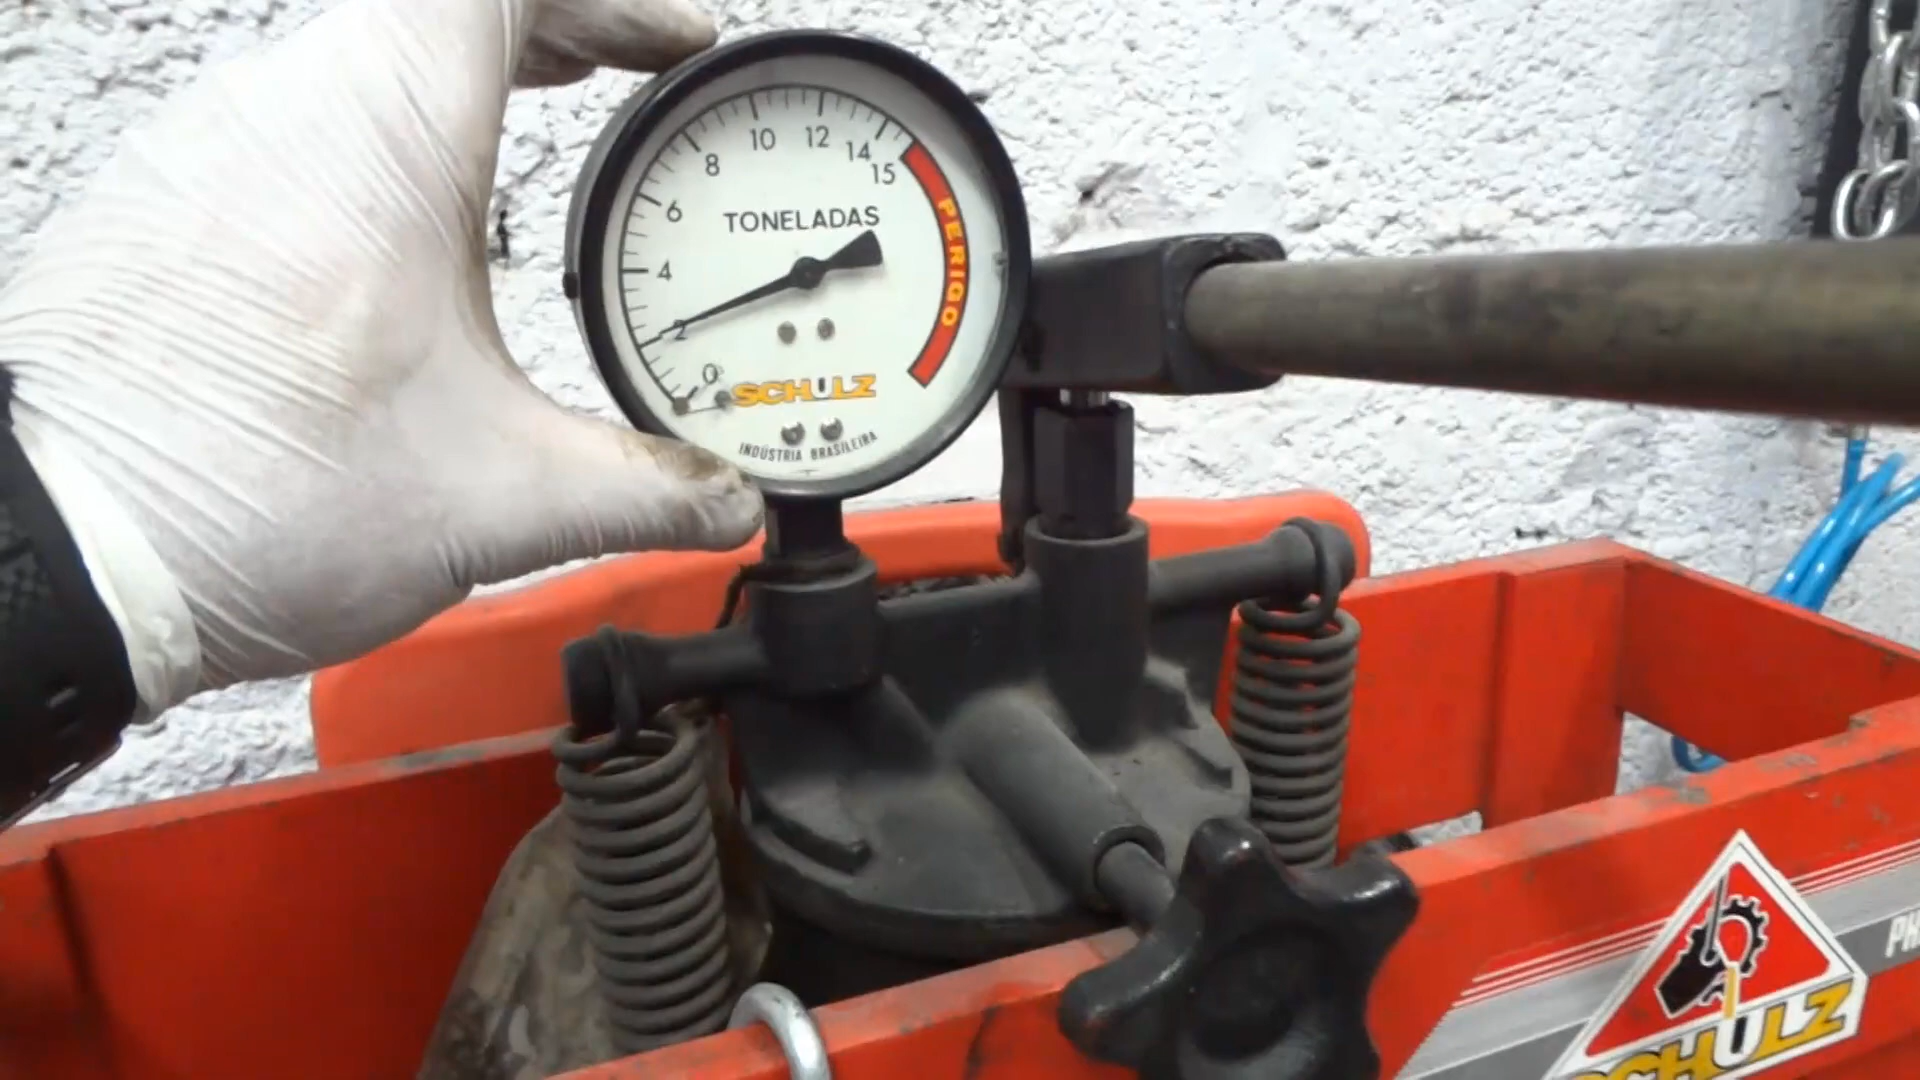 0 2 4 6 8 10 12 14 15
TONELADAS
PERIGO
SCHULZ
INDÚSTRIA BRASILEIRA
SCHULZ